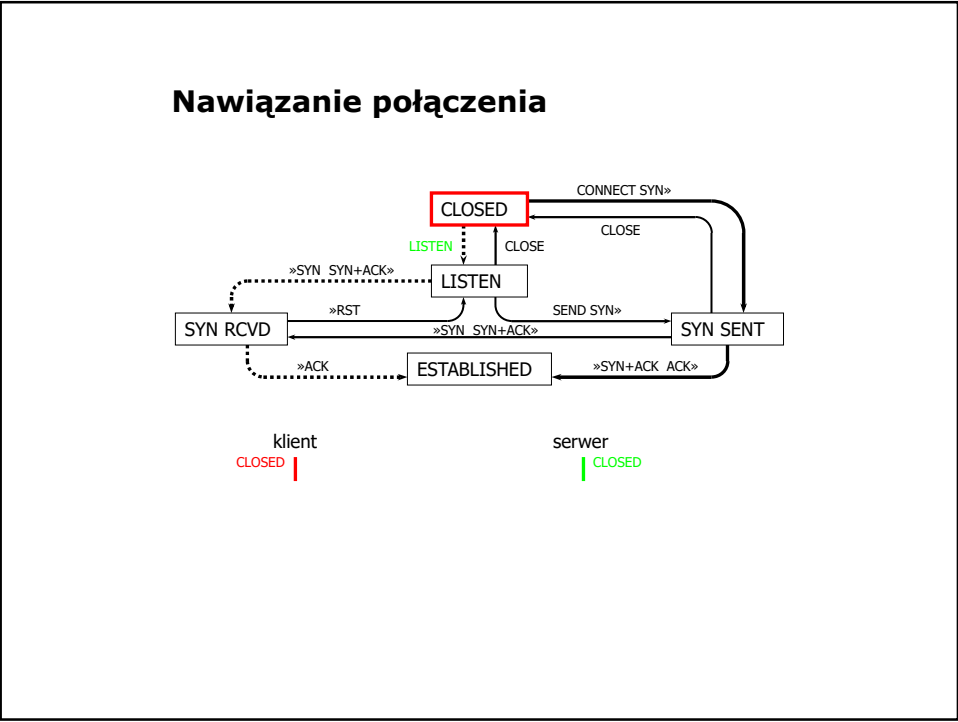 Nawiązanie połączenia
CONNECT SYN»
CLOSED
CLOSE
LISTEN
CLOSE
»SYN SYN+ACK»
LISTEN
»RST
SEND SYN»
SYN RCVD
»SYN SYN+ACK»
SYN SENT
»ACK
ESTABLISHED
»SYN+ACK ACK»
klient
serwer
CLOSED
CLOSED